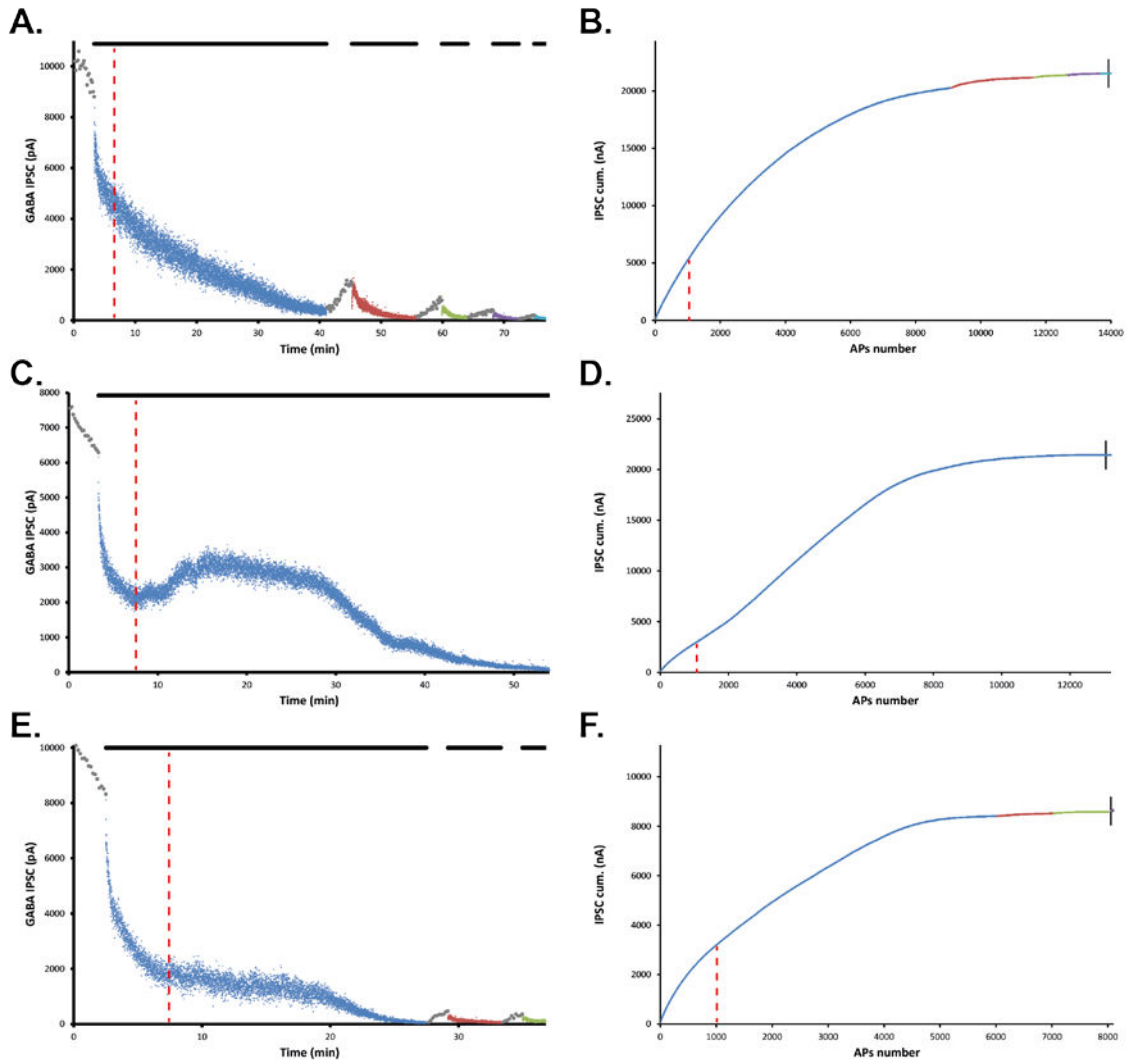 A.
GABA IPSC (pA)
10000
8000
6000
4000
2000
0
0 10 20 30 40 50 60 70
Time (min)
B.
IPSC cum. (nA)
20000
15000
10000
5000
0
0 2000 4000 6000 8000 10000 12000 14000
APs number
C.
GABA IPSC (pA)
8000
7000
6000
5000
4000
3000
2000
1000
0
0 10 20 30 40 50
Time (min)
D.
IPSC cum. (nA)
25000
20000
15000
10000
5000
0
0 2000 4000 6000 8000 10000 12000
APs number
E.
GABA IPSC (pA)
10000
8000
6000
4000
2000
0
0 10 20 30
Time (min)
F.
IPSC cum. (nA)
10000
8000
6000
4000
2000
0
0 1000 2000 3000 4000 5000 6000 7000 8000
APs number